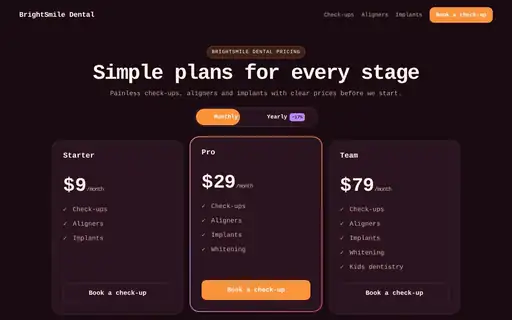 BrightSmile Dental
Check-ups Aligners Implants Book a check-up
BRIGHTSMILE DENTAL PRICING
Simple plans for every stage
Painless check-ups, aligners and implants with clear prices before we start.
Monthly Yearly -17%
Starter
$9/month
✓ Check-ups
✓ Aligners
✓ Implants
Book a check-up
Pro
$29/month
✓ Check-ups
✓ Aligners
✓ Implants
✓ Whitening
Book a check-up
Team
$79/month
✓ Check-ups
✓ Aligners
✓ Implants
✓ Whitening
✓ Kids dentistry
Book a check-up